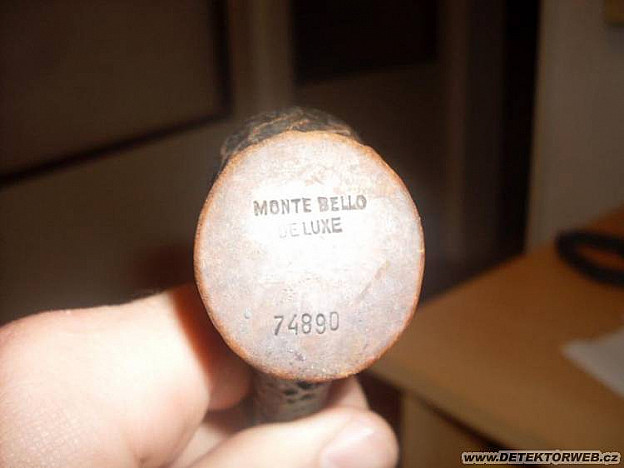 MONTE BELLO
DE LUXE
74890
www.DETEKTORWEB.cz